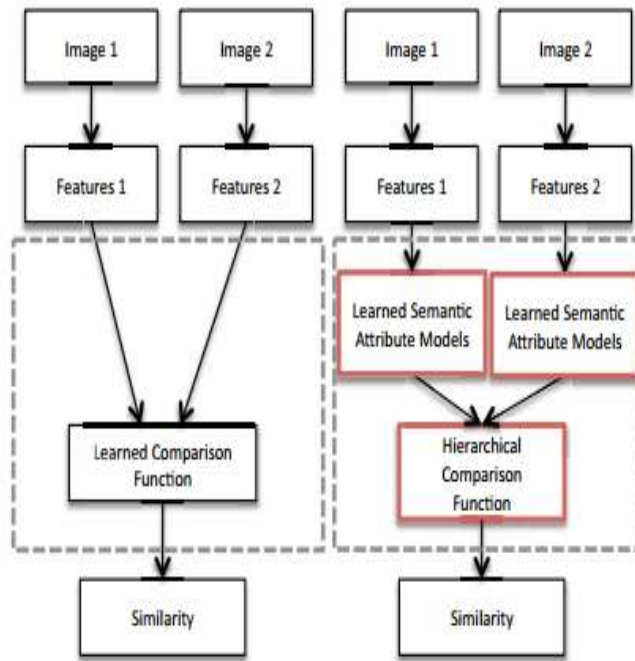 Image 1
Image 2
Image 1
Image 2
Features 1
Features 2
Features 1
Features 2
Learned Semantic
Attribute Models
Learned Semantic
Attribute Models
Learned Comparison
Function
Hierarchical
Comparison
Function
Similarity
Similarity